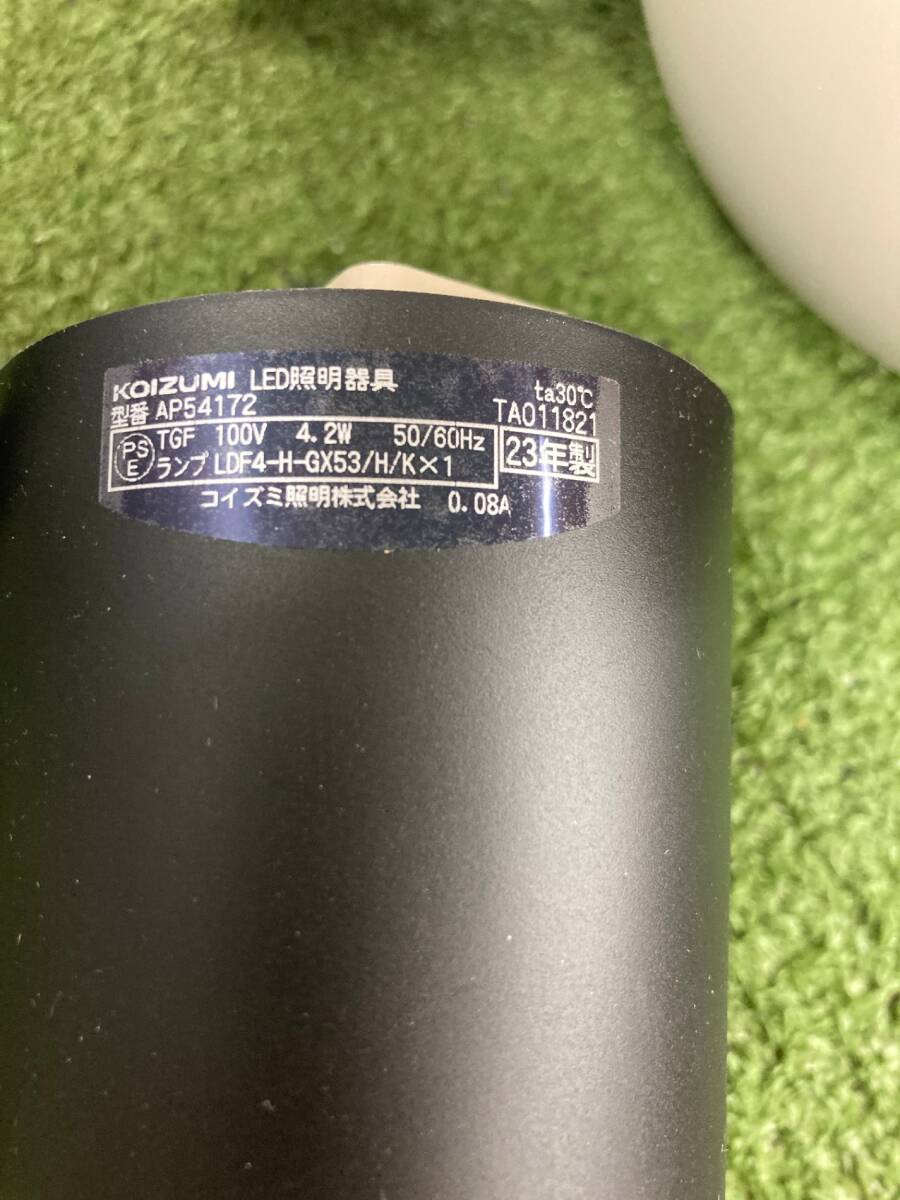 KOIZUMI LED照明器具 ta30℃
型番 AP54172 TA011821
PSE TGF 100V 4.2W 50/60Hz 23年製
ランプ LDF4-H-GX53/H/K×1
コイズミ照明株式会社 0.08A